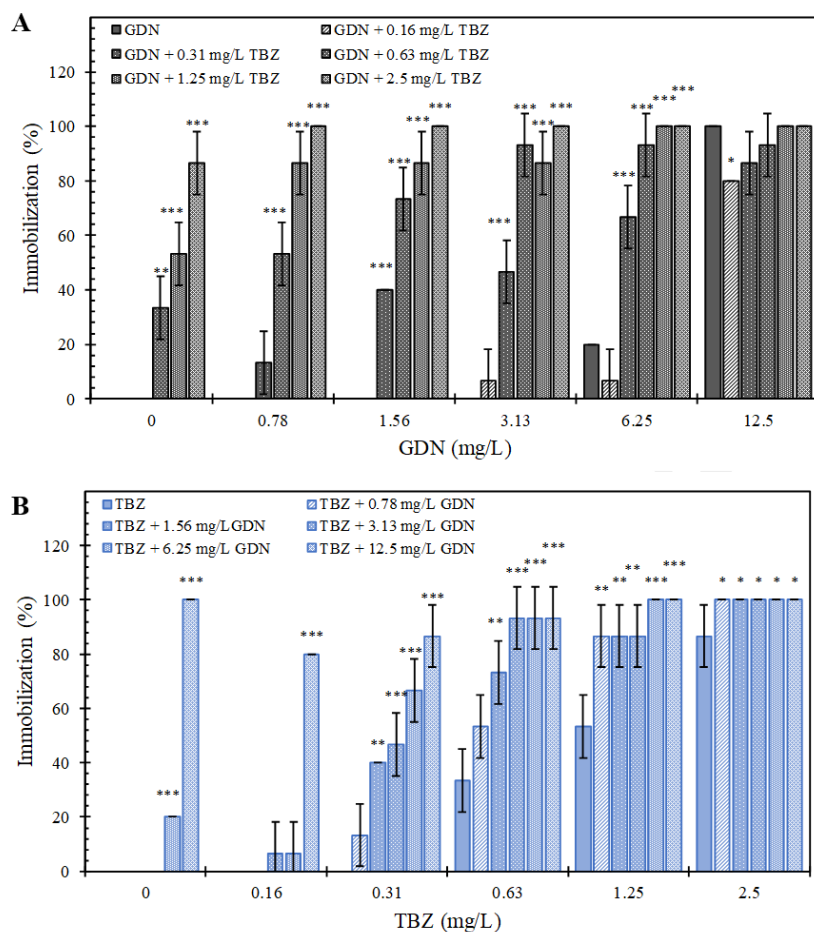 A
GDN
GDN + 0.16 mg/L TBZ
GDN + 0.31 mg/L TBZ
GDN + 0.63 mg/L TBZ
GDN + 1.25 mg/L TBZ
GDN + 2.5 mg/L TBZ
Immobilization (%)
120
100
80
60
40
20
0
** *** ***
*** *** ***
*** *** *** ***
*** *** *** ***
*** *** *** ***
*
0 0.78 1.56 3.13 6.25 12.5
GDN (mg/L)
B
TBZ
TBZ + 0.78 mg/L GDN
TBZ + 1.56 mg/L GDN
TBZ + 3.13 mg/L GDN
TBZ + 6.25 mg/L GDN
TBZ + 12.5 mg/L GDN
Immobilization (%)
120
100
80
60
40
20
0
*** ***
***
** *** *** ***
** *** *** ***
** ** ** *** ***
* * * * *
0 0.16 0.31 0.63 1.25 2.5
TBZ (mg/L)